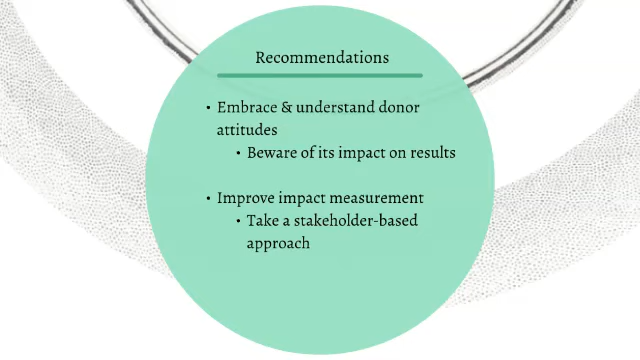 Recommendations
• Embrace & understand donor
attitudes
• Beware of its impact on results
• Improve impact measurement
• Take a stakeholder-based
approach